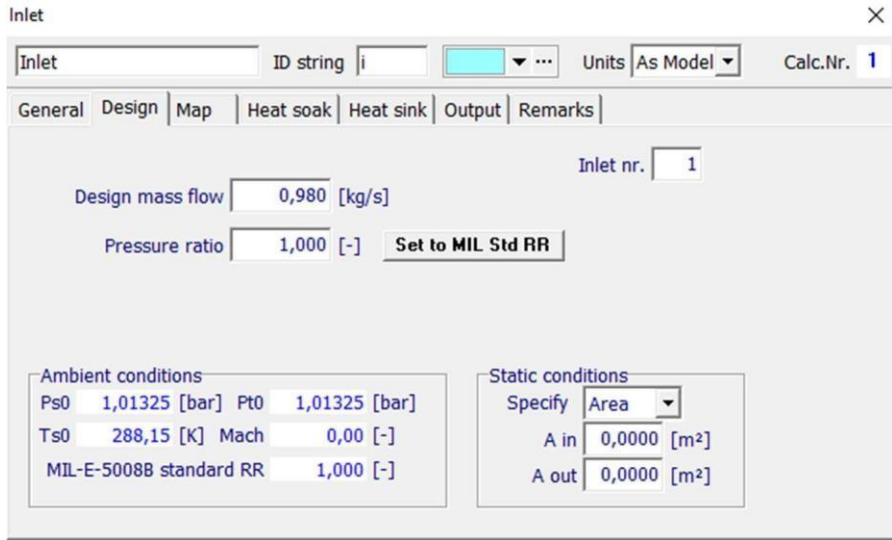 Inlet
Inlet ID string i ... Units As Model Calc.Nr. 1
General Design Map Heat soak Heat sink Output Remarks
Inlet nr. 1
Design mass flow 0,980 [kg/s]
Pressure ratio 1,000 [-] Set to MIL Std RR
Ambient conditions
Ps0 1,01325 [bar] Pt0 1,01325 [bar]
Ts0 288,15 [K] Mach 0,00 [-]
MIL-E-5008B standard RR 1,000 [-]
Static conditions
Specify Area
A in 0,0000 [m²]
A out 0,0000 [m²]